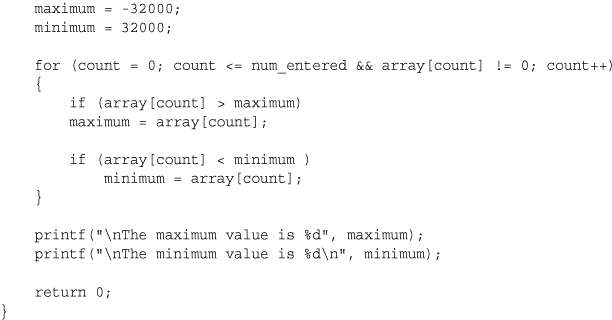 maximum = -32000;
minimum = 32000;
for (count = 0; count <= num_entered && array[count] != 0; count++)
{
if (array[count] > maximum)
maximum = array[count];
if (array[count] < minimum )
minimum = array[count];
}
printf("\nThe maximum value is %d", maximum);
printf("\nThe minimum value is %d\n", minimum);
return 0;
}